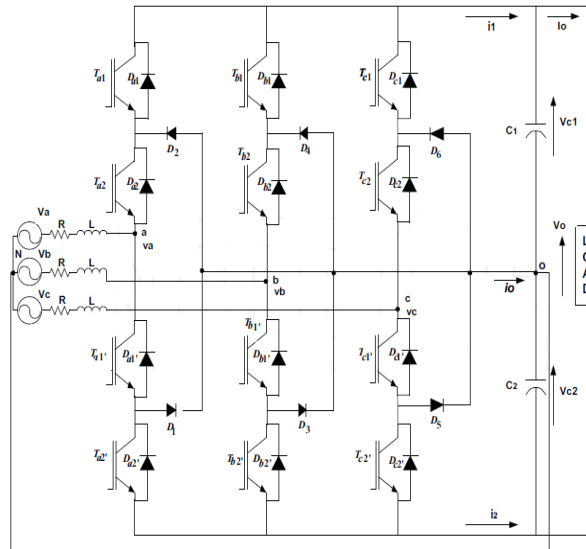 i1 Io
Ta1 Da1 Tb1 Db1 Tc1 Dc1
Vc1
C1
D2 D4 D6
Ta2 Da2 Tb2 Db2 Tc2 Dc2
Va R L a
va
Vo L
N Vb R L O O
A
b io D
vb
Vc R L c
vc
Ta1' Da1' Tb1' Db1' Tc1' Dc1'
C2 Vc2
D1 D3 D5
Ta2' Da2' Tb2' Db2' Tc2' Dc2'
i2